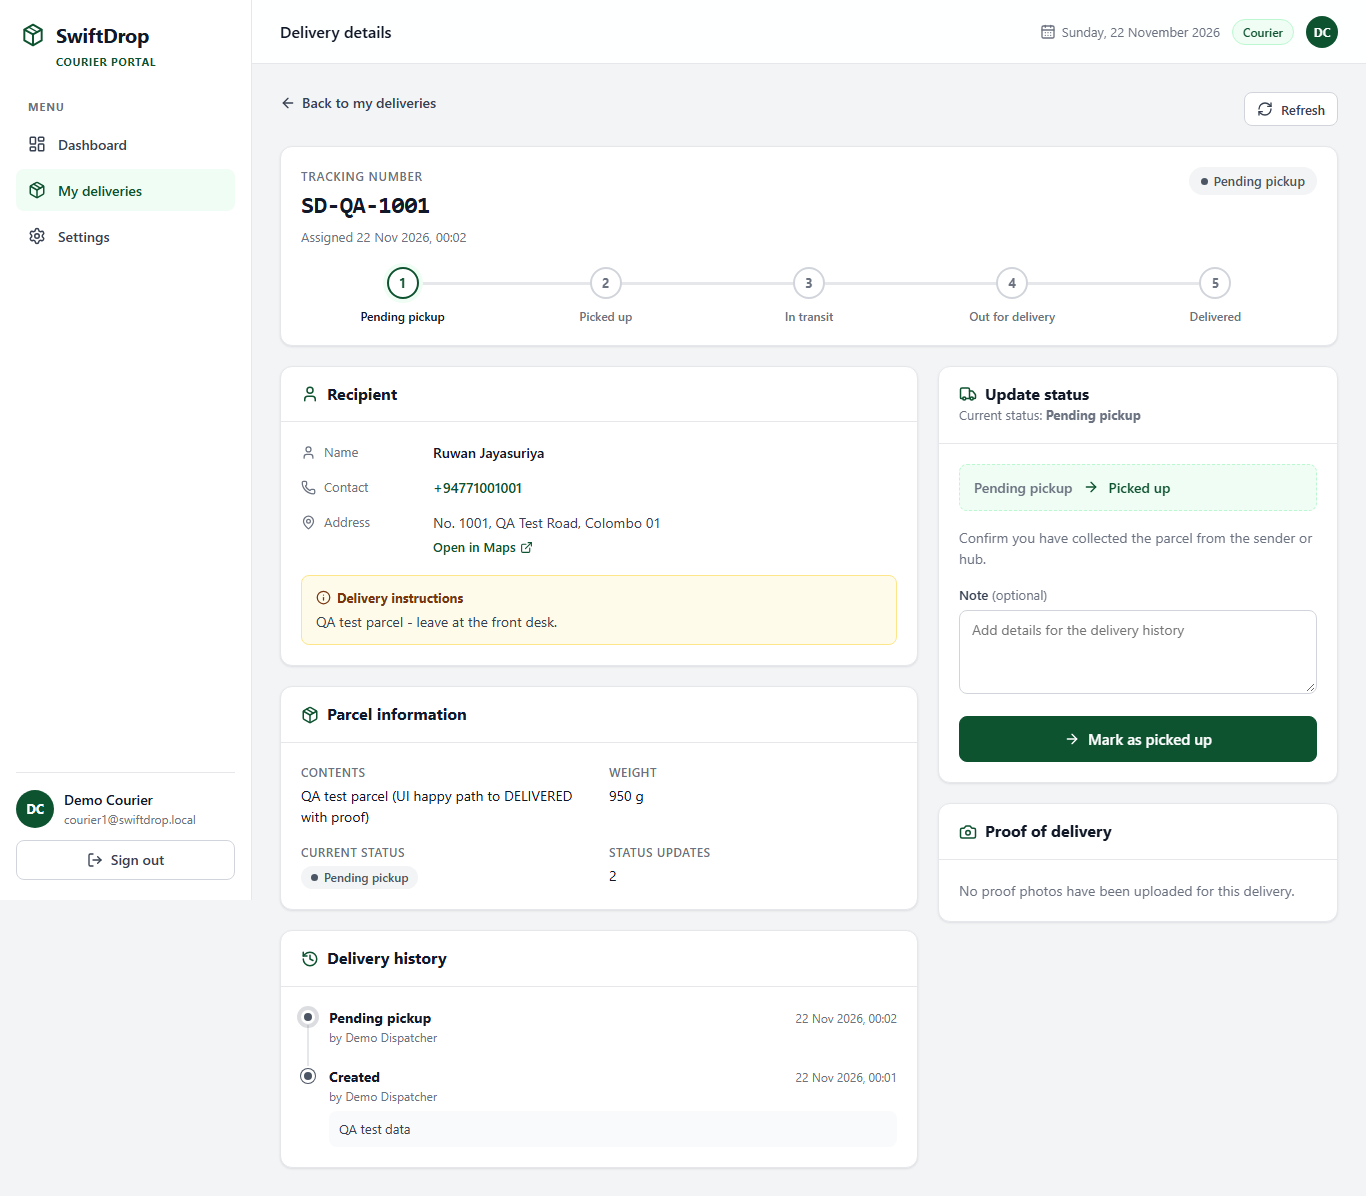 SwiftDrop
COURIER PORTAL
MENU
Dashboard
My deliveries
Settings
DC
Demo Courier
courier1@swiftdrop.local
Sign out
Delivery details
Sunday, 22 November 2026
Courier
DC
Back to my deliveries
Refresh
TRACKING NUMBER
SD-QA-1001
Assigned 22 Nov 2026, 00:02
Pending pickup
1
Pending pickup
2
Picked up
3
In transit
4
Out for delivery
5
Delivered
Recipient
Name
Ruwan Jayasuriya
Contact
+94771001001
Address
No. 1001, QA Test Road, Colombo 01
Open in Maps
Delivery instructions
QA test parcel - leave at the front desk.
Parcel information
CONTENTS
QA test parcel (UI happy path to DELIVERED
with proof)
WEIGHT
950 g
CURRENT STATUS
Pending pickup
STATUS UPDATES
2
Delivery history
Pending pickup
22 Nov 2026, 00:02
by Demo Dispatcher
Created
22 Nov 2026, 00:01
by Demo Dispatcher
QA test data
Update status
Current status: Pending pickup
Pending pickup → Picked up
Confirm you have collected the parcel from the sender or
hub.
Note (optional)
Add details for the delivery history
→ Mark as picked up
Proof of delivery
No proof photos have been uploaded for this delivery.